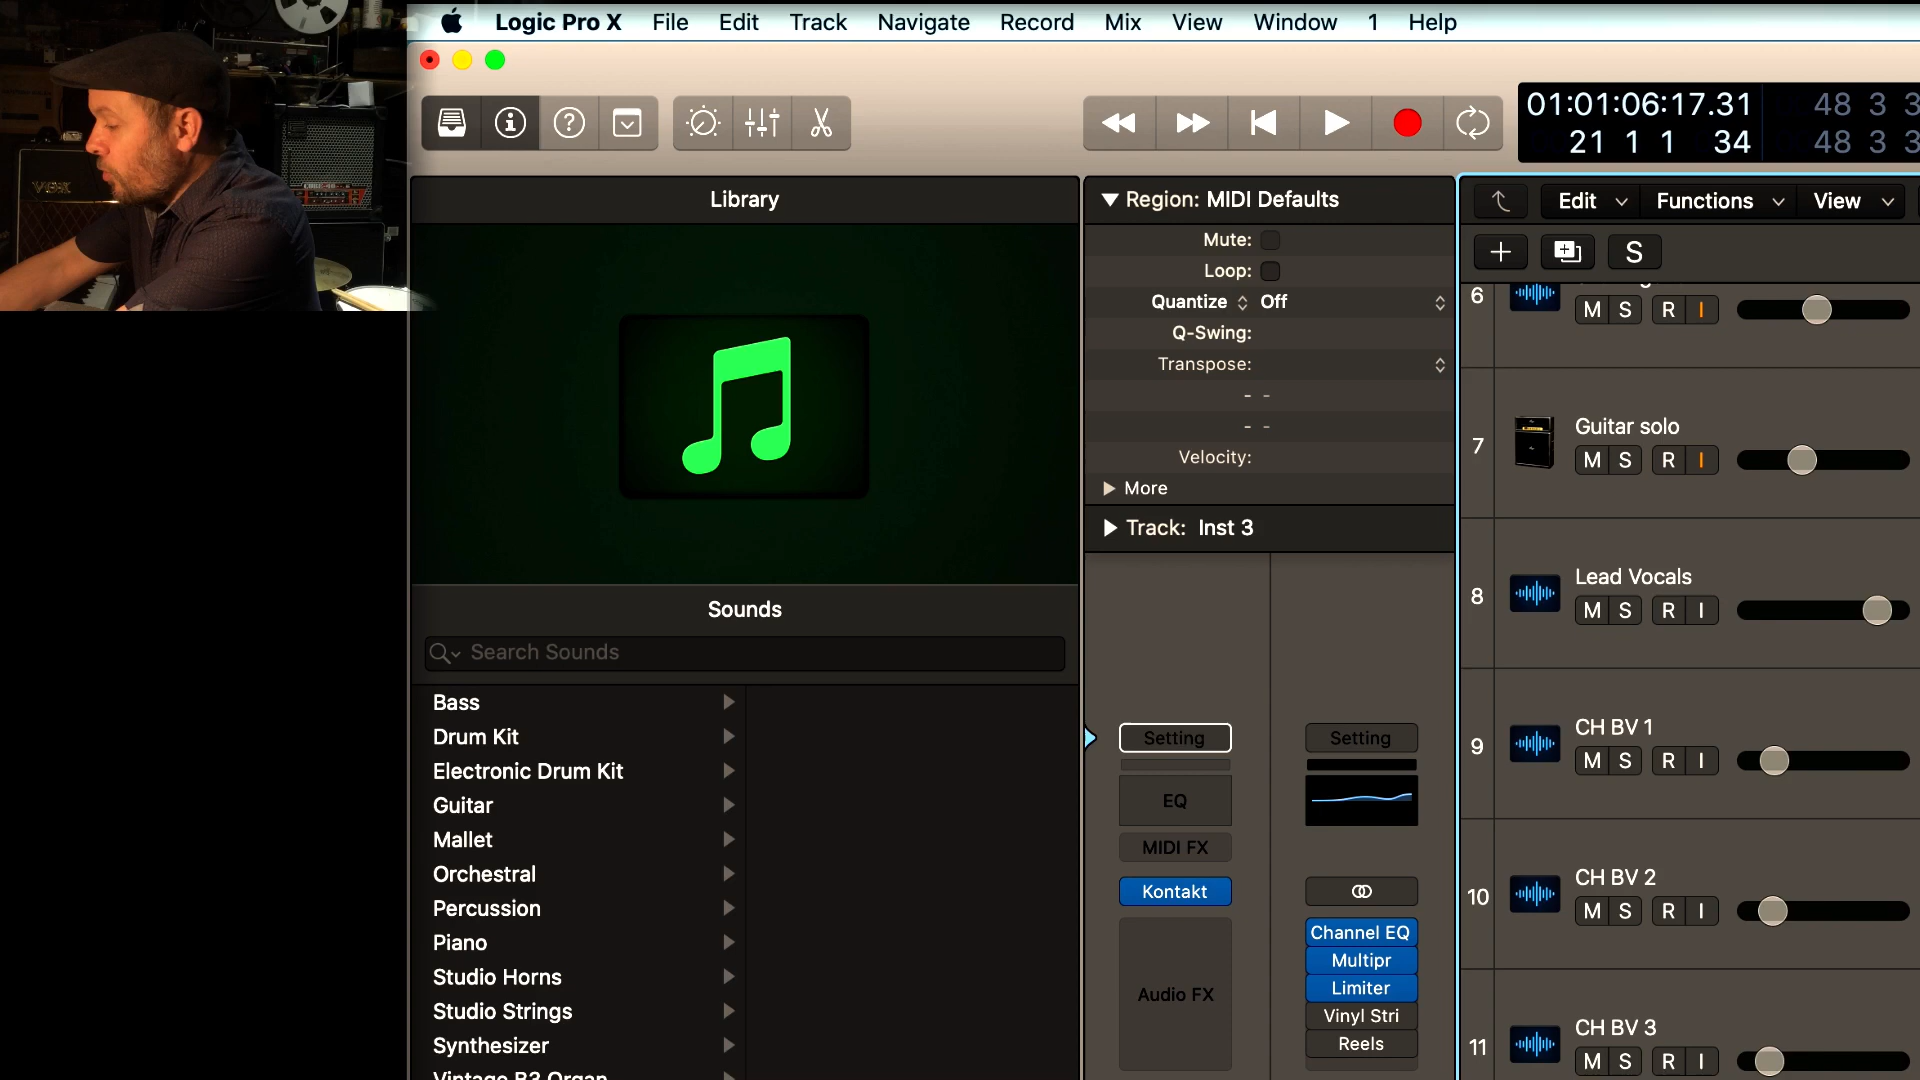 Logic Pro X File Edit Track Navigate Record Mix View Window 1 Help
01:01:06:17.31 48 3 3
21 1 1 34 48 3 3
VOX
Library
Region: MIDI Defaults
Mute:
Loop:
Quantize Off
Q-Swing:
Transpose:
- -
- -
Velocity:
More
Track: Inst 3
Edit Functions View
S
6
M S R I
7 Guitar solo
M S R I
8 Lead Vocals
M S R I
9 CH BV 1
M S R I
10 CH BV 2
M S R I
11 CH BV 3
M S R I
Sounds
Search Sounds
Bass
Drum Kit
Electronic Drum Kit
Guitar
Mallet
Orchestral
Percussion
Piano
Studio Horns
Studio Strings
Synthesizer
Vintage B3 Organ
Setting
EQ
MIDI FX
Kontakt
Audio FX
Setting
Channel EQ
Multipr
Limiter
Vinyl Stri
Reels